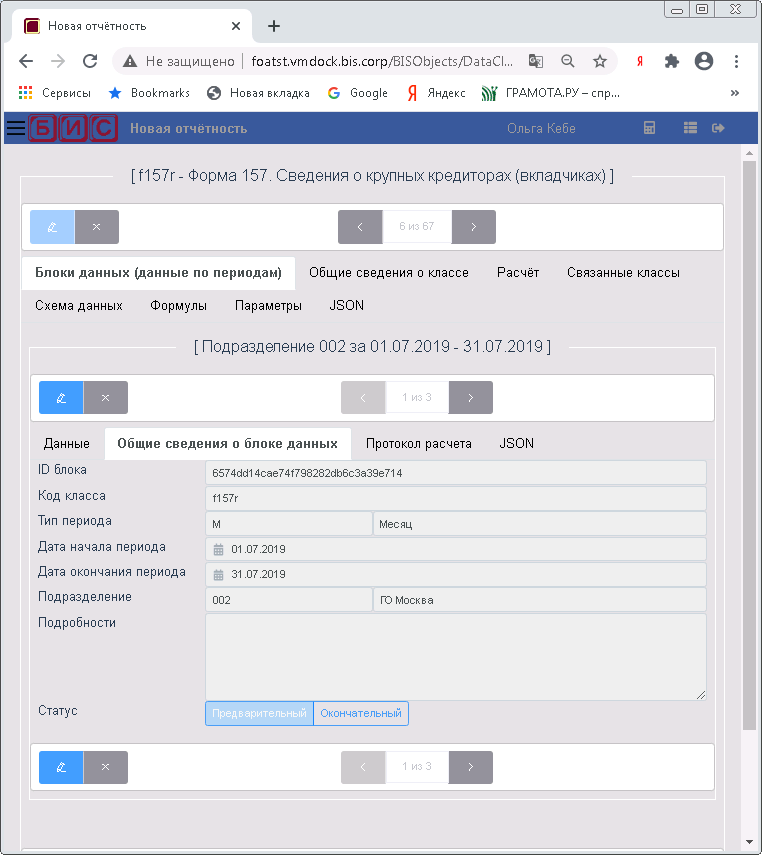 Новая отчётность
Не защищено | foatst.vmdock.bis.corp/BISObjects/DataCl...
Сервисы Bookmarks Новая вкладка Google Яндекс ГРАМОТА.РУ – спр...
БИС Новая отчётность Ольга Кебе
[ f157r - Форма 157. Сведения о крупных кредиторах (вкладчиках) ]
6 из 67
Блоки данных (данные по периодам) Общие сведения о классе Расчёт Связанные классы
Схема данных Формулы Параметры JSON
[ Подразделение 002 за 01.07.2019 - 31.07.2019 ]
1 из 3
Данные Общие сведения о блоке данных Протокол расчета JSON
ID блока 6574dd14cae74f798282db6c3a39e714
Код класса f157r
Тип периода М Месяц
Дата начала периода 01.07.2019
Дата окончания периода 31.07.2019
Подразделение 002 ГО Москва
Подробности
Статус Предварительный Окончательный
1 из 3